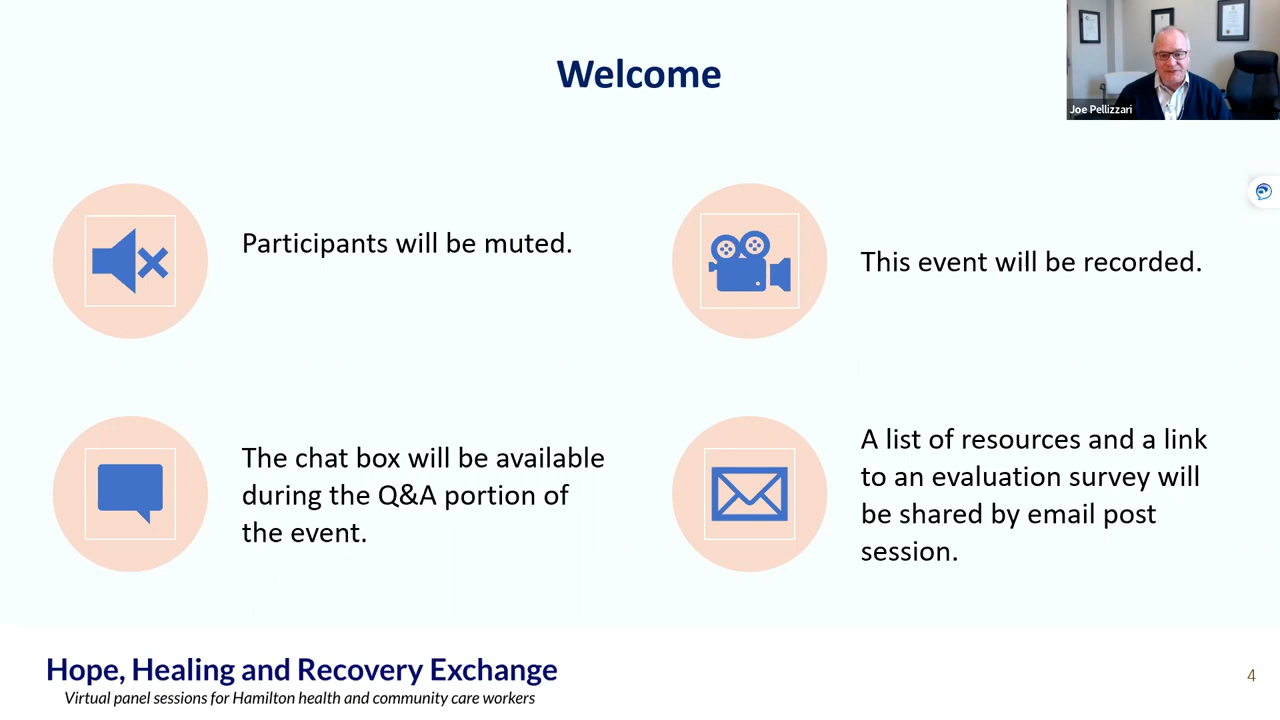 Welcome
Joe Pellizzari
Participants will be muted.
This event will be recorded.
The chat box will be available
during the Q&A portion of
the event.
A list of resources and a link
to an evaluation survey will
be shared by email post
session.
Hope, Healing and Recovery Exchange
Virtual panel sessions for Hamilton health and community care workers
4